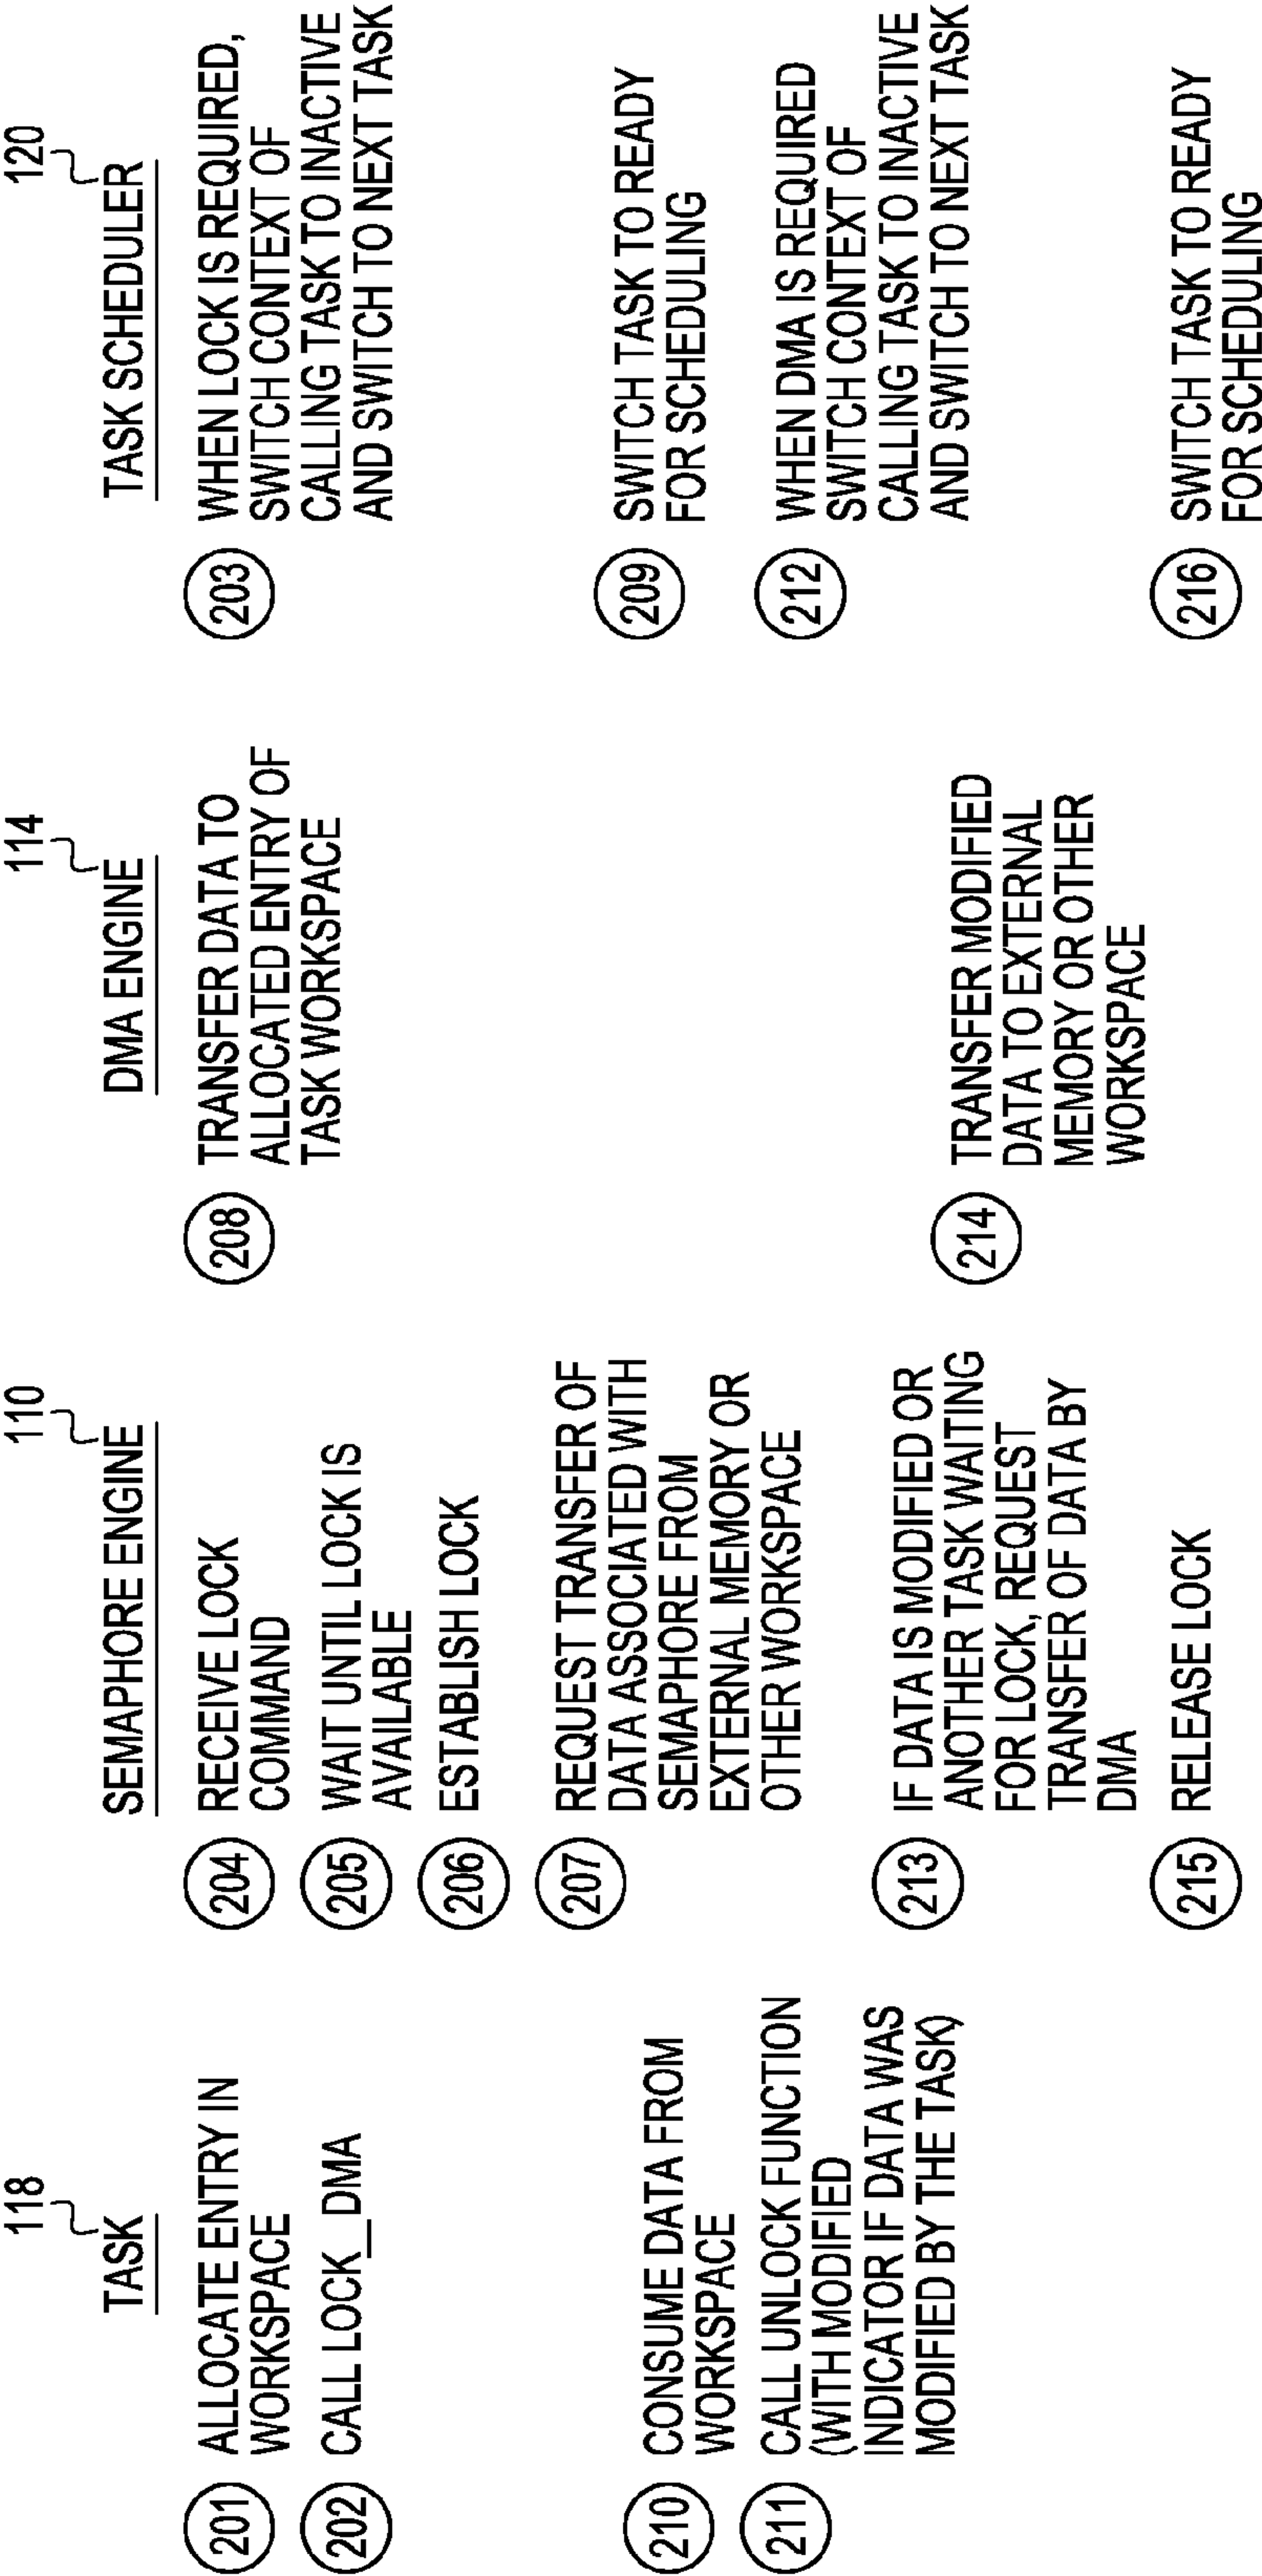 118
TASK
201 ALLOCATE ENTRY IN
WORKSPACE
202 CALL LOCK_DMA
210 CONSUME DATA FROM
WORKSPACE
211 CALL UNLOCK FUNCTION
(WITH MODIFIED
INDICATOR IF DATA WAS
MODIFIED BY THE TASK)
110
SEMAPHORE ENGINE
204 RECEIVE LOCK
COMMAND
205 WAIT UNTIL LOCK IS
AVAILABLE
206 ESTABLISH LOCK
207 REQUEST TRANSFER OF
DATA ASSOCIATED WITH
SEMAPHORE FROM
EXTERNAL MEMORY OR
OTHER WORKSPACE
213 IF DATA IS MODIFIED OR
ANOTHER TASK WAITING
FOR LOCK, REQUEST
TRANSFER OF DATA BY
DMA
215 RELEASE LOCK
114
DMA ENGINE
208 TRANSFER DATA TO
ALLOCATED ENTRY OF
TASK WORKSPACE
214 TRANSFER MODIFIED
DATA TO EXTERNAL
MEMORY OR OTHER
WORKSPACE
120
TASK SCHEDULER
203 WHEN LOCK IS REQUIRED,
SWITCH CONTEXT OF
CALLING TASK TO INACTIVE
AND SWITCH TO NEXT TASK
209 SWITCH TASK TO READY
FOR SCHEDULING
212 WHEN DMA IS REQUIRED
SWITCH CONTEXT OF
CALLING TASK TO INACTIVE
AND SWITCH TO NEXT TASK
216 SWITCH TASK TO READY
FOR SCHEDULING